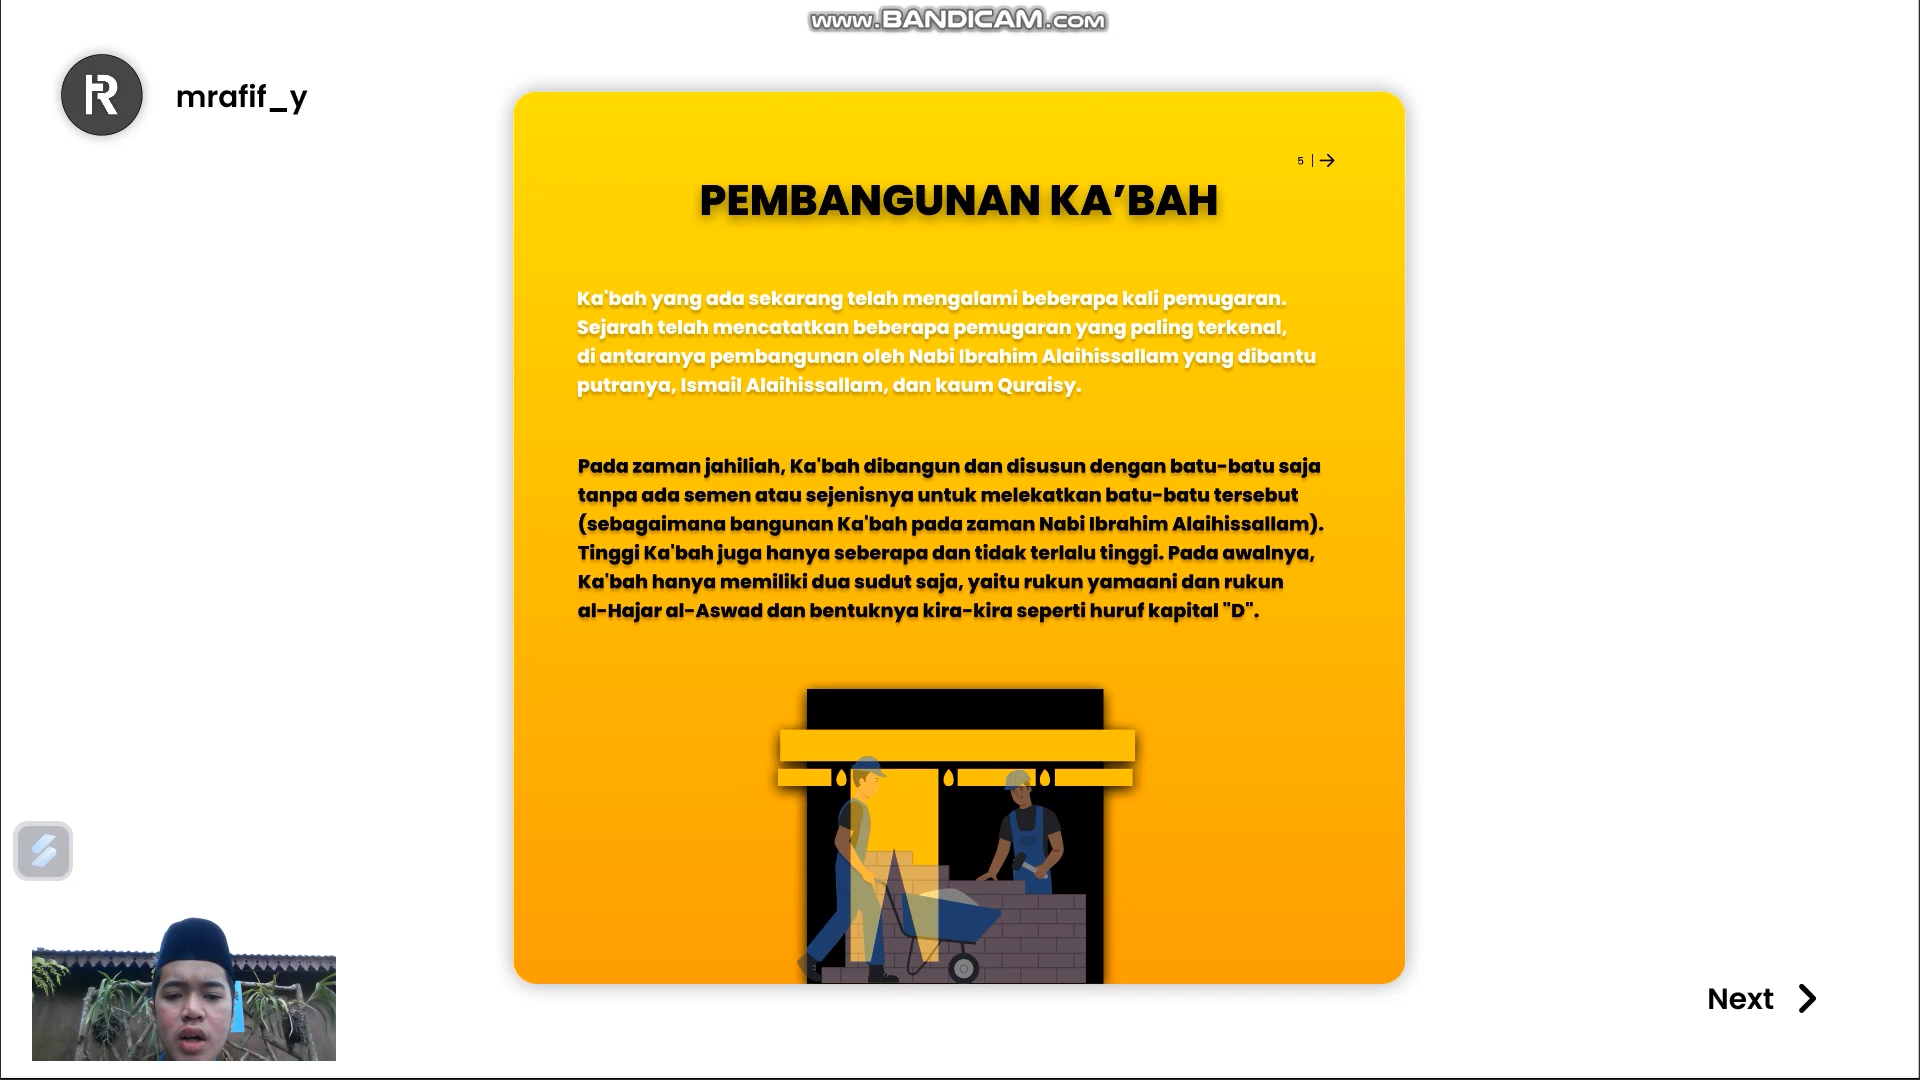 www.BANDICAM.com
mrafif_y
5 | →
PEMBANGUNAN KA’BAH
Ka'bah yang ada sekarang telah mengalami beberapa kali pemugaran.
Sejarah telah mencatatkan beberapa pemugaran yang paling terkenal,
di antaranya pembangunan oleh Nabi Ibrahim Alaihissallam yang dibantu
putranya, Ismail Alaihissallam, dan kaum Quraisy.
Pada zaman jahiliah, Ka'bah dibangun dan disusun dengan batu-batu saja
tanpa ada semen atau sejenisnya untuk melekatkan batu-batu tersebut
(sebagaimana bangunan Ka'bah pada zaman Nabi Ibrahim Alaihissallam).
Tinggi Ka'bah juga hanya seberapa dan tidak terlalu tinggi. Pada awalnya,
Ka'bah hanya memiliki dua sudut saja, yaitu rukun yamaani dan rukun
al-Hajar al-Aswad dan bentuknya kira-kira seperti huruf kapital "D".
Next